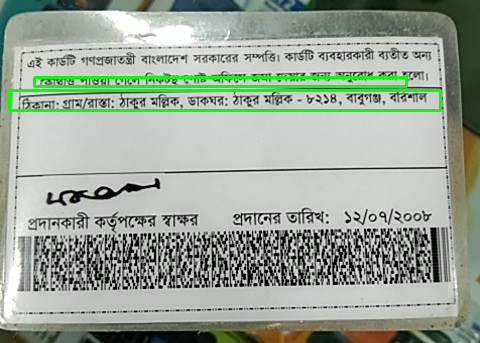 এই কার্ডটি গণপ্রজাতন্ত্রী বাংলাদেশ সরকারের সম্পত্তি। কার্ডটি ব্যবহারকারী ব্যতীত অন্য
কোথাও পাওয়া গেলে নিকটস্থ পোষ্ট অফিসে জমা দেবার জন্য অনুরোধ করা হলো।
ঠিকানা: গ্রাম/রাস্তা: ঠাকুর মল্লিক, ডাকঘর: ঠাকুর মল্লিক - ৮২১৪, বাবুগঞ্জ, বরিশাল
প্রদানকারী কর্তৃপক্ষের স্বাক্ষর প্রদানের তারিখ: ১২/০৭/২০০৮